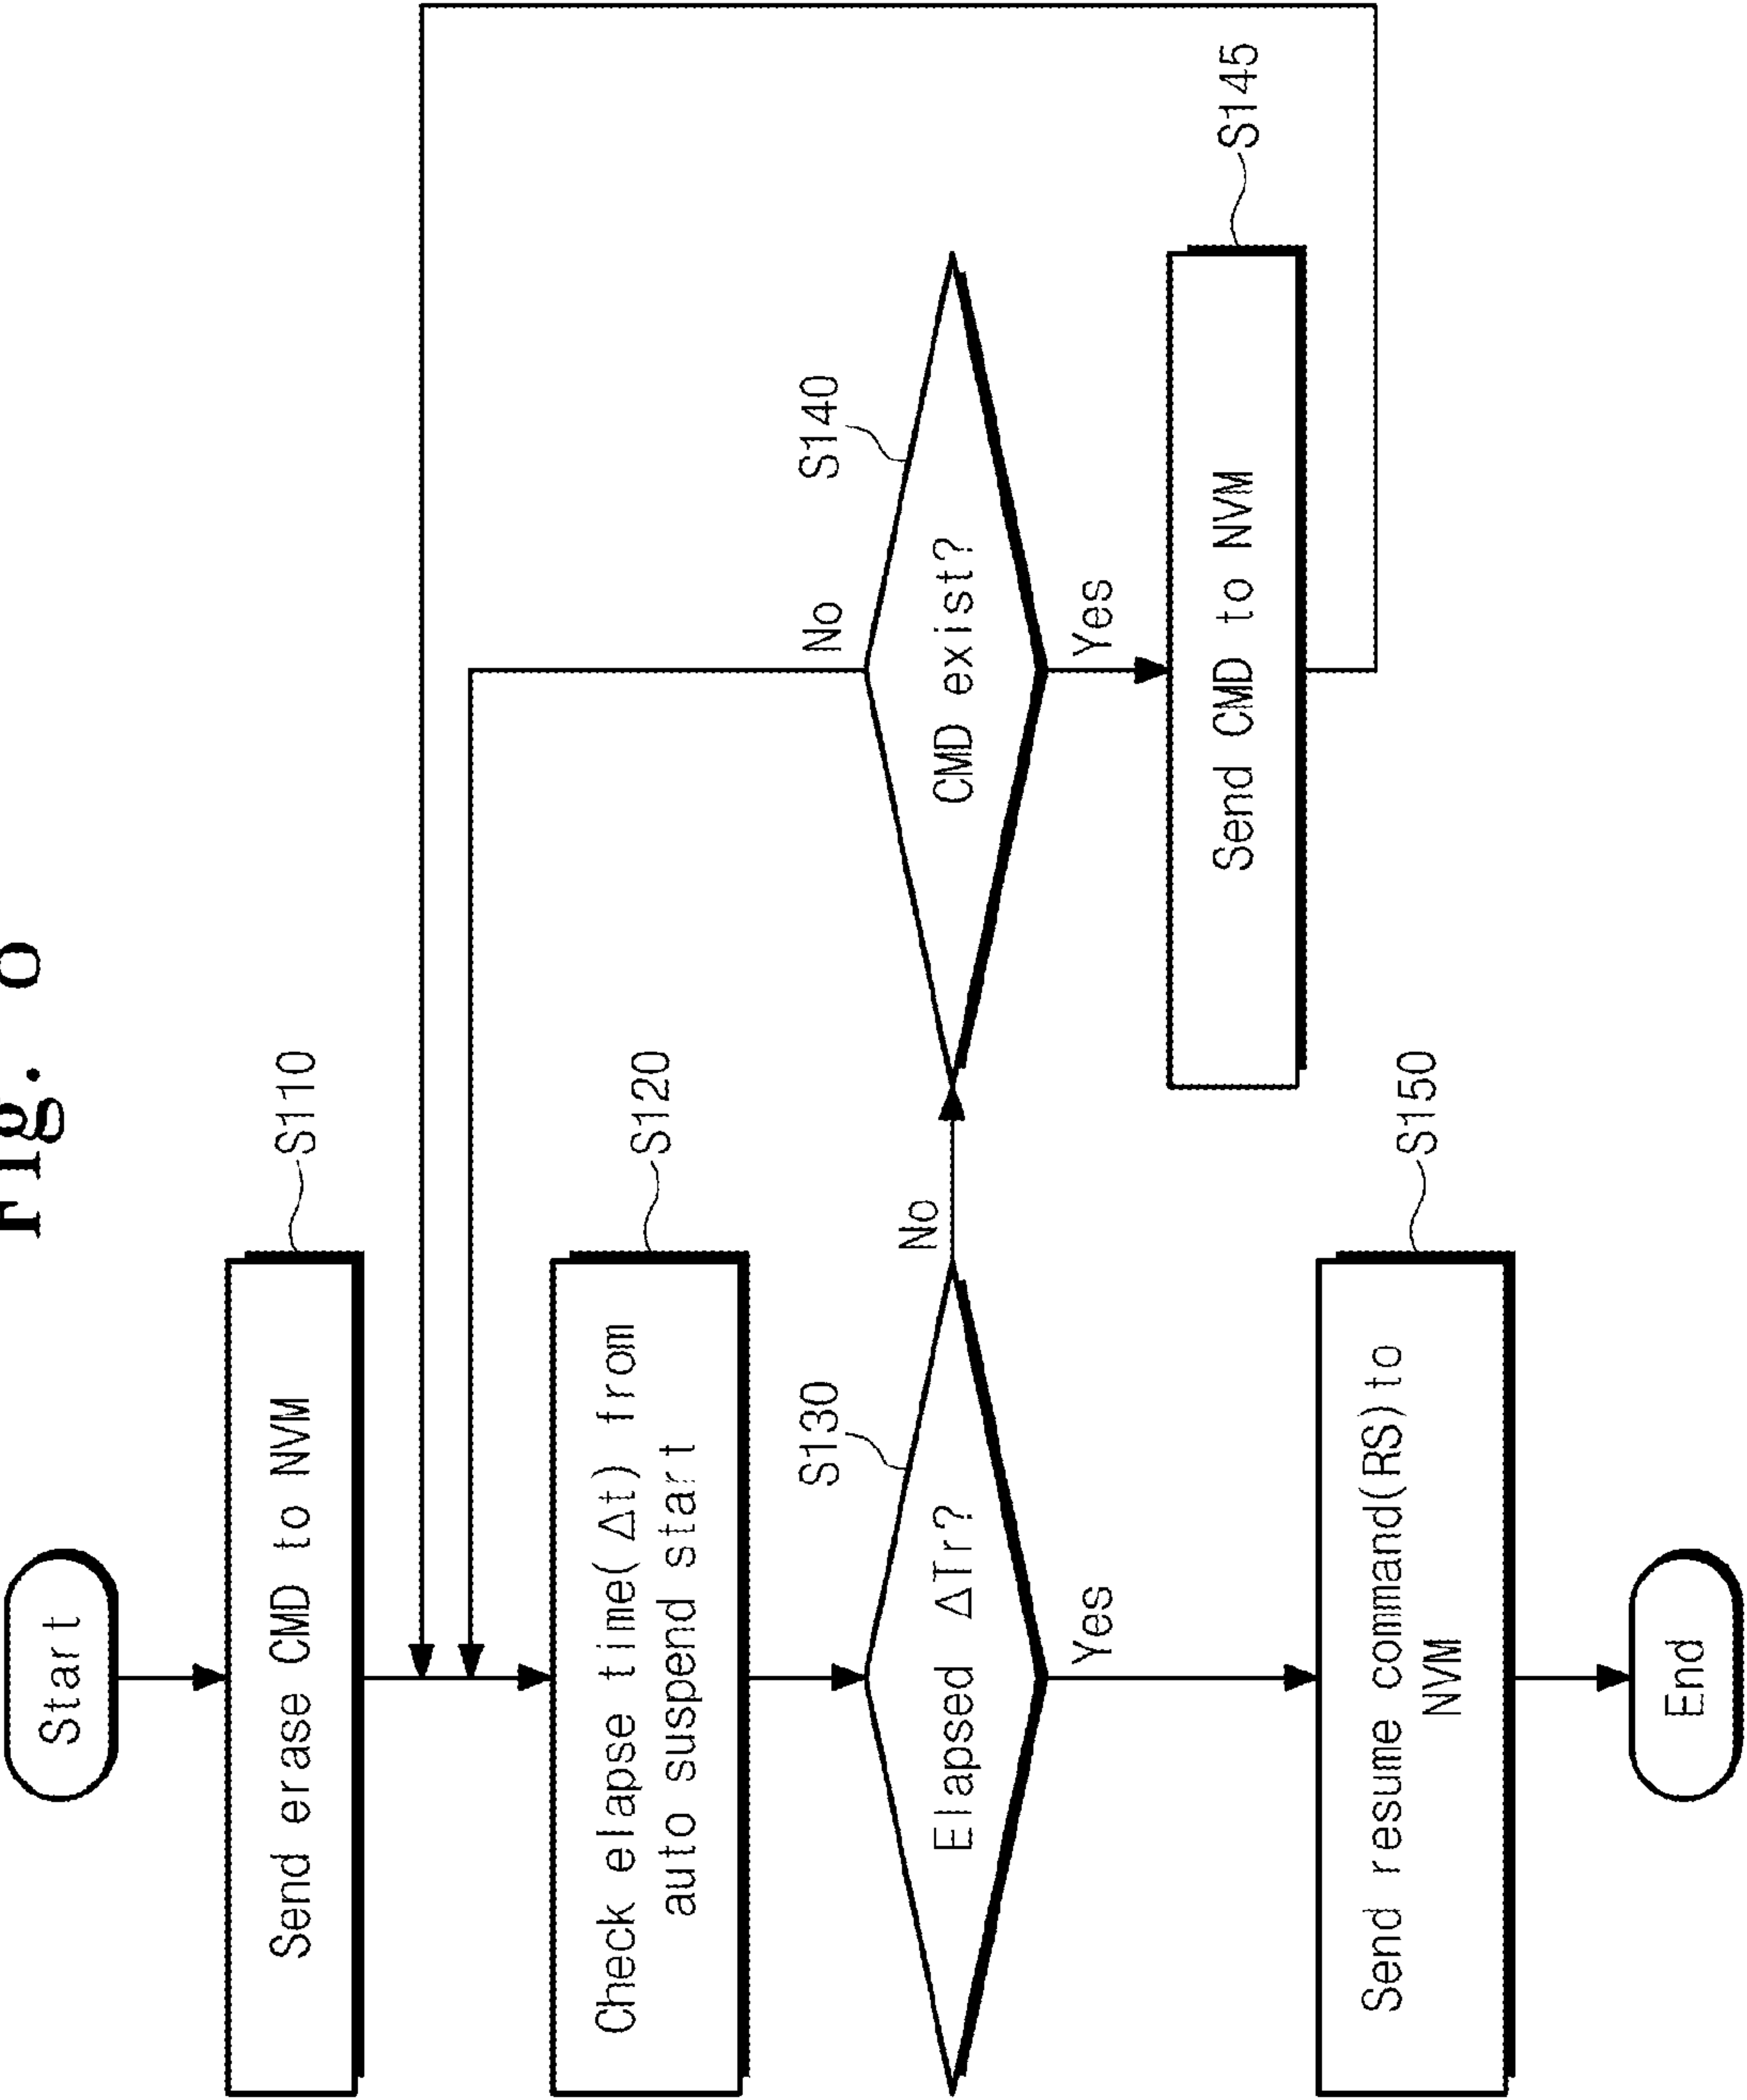 Start
Send erase CMD to NVM
S110
Check elapse time(Δt) from
auto suspend start
S120
Elapsed ΔTr?
S130
No
Yes
CMD exist?
S140
No
Yes
Send CMD to NVM
S145
Send resume command(RS)to
NVM
S150
End